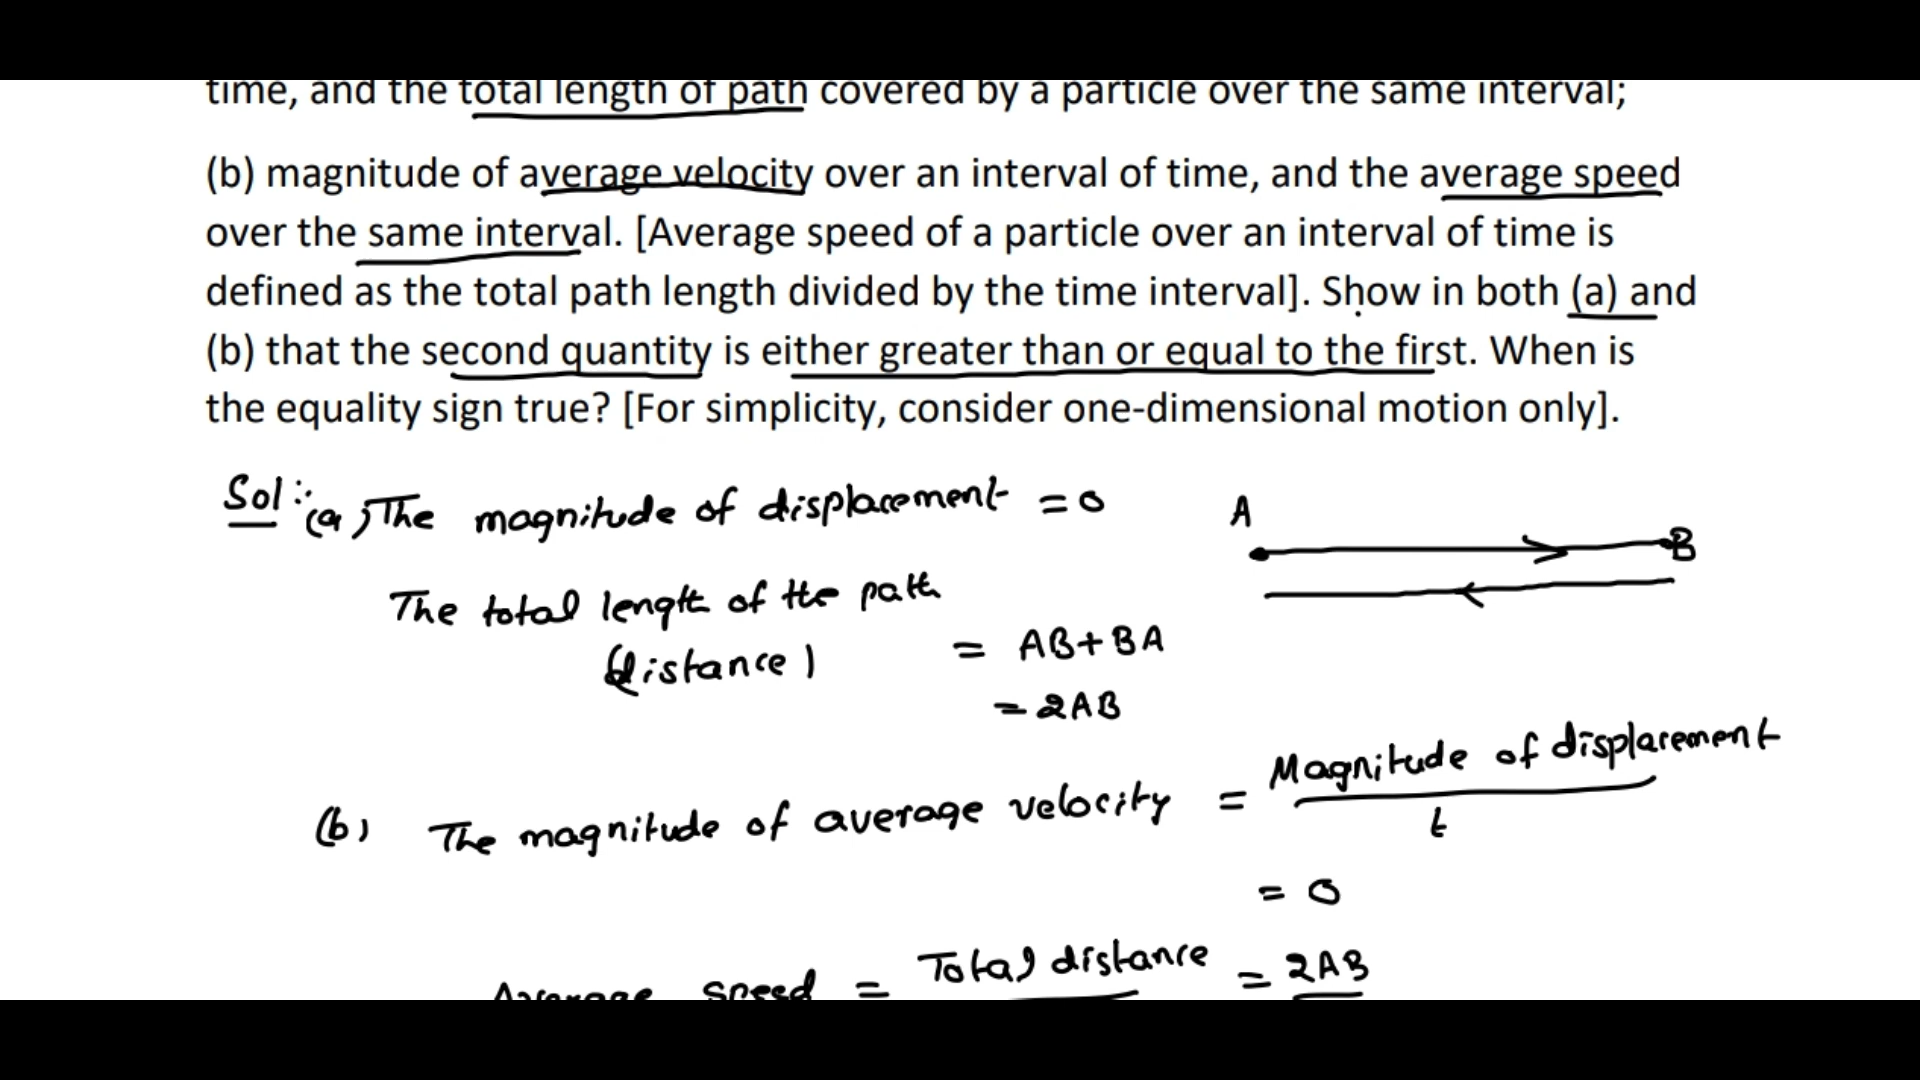 time, and the total length of path covered by a particle over the same interval;
(b) magnitude of average velocity over an interval of time, and the average speed
over the same interval. [Average speed of a particle over an interval of time is
defined as the total path length divided by the time interval]. Show in both (a) and
(b) that the second quantity is either greater than or equal to the first. When is
the equality sign true? [For simplicity, consider one-dimensional motion only].
Sol: (a) The magnitude of displacement = 0
A
B
The total length of the path
(distance) = AB+BA
= 2AB
(b) The magnitude of average velocity = Magnitude of displacement
t
= 0
Average speed = Total distance = 2AB